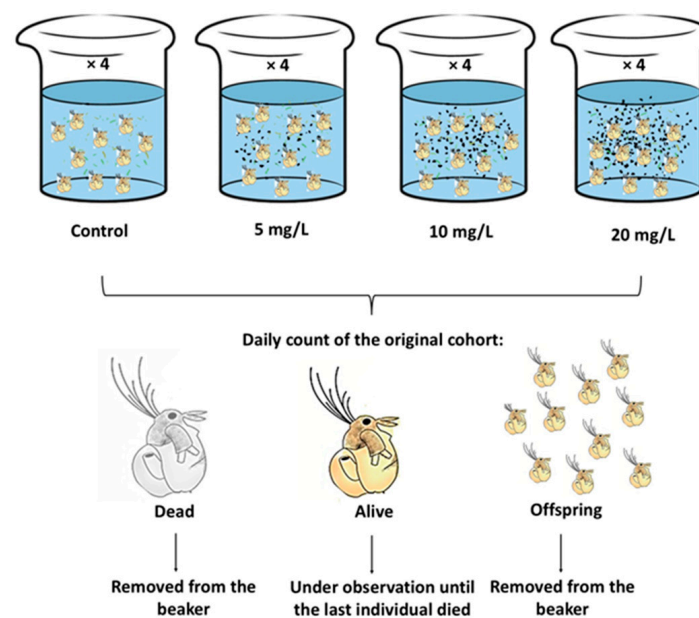 × 4
× 4
× 4
× 4
Control
5 mg/L
10 mg/L
20 mg/L
Daily count of the original cohort:
Dead
Alive
Offspring
Removed from the
beaker
Under observation until
the last individual died
Removed from the
beaker